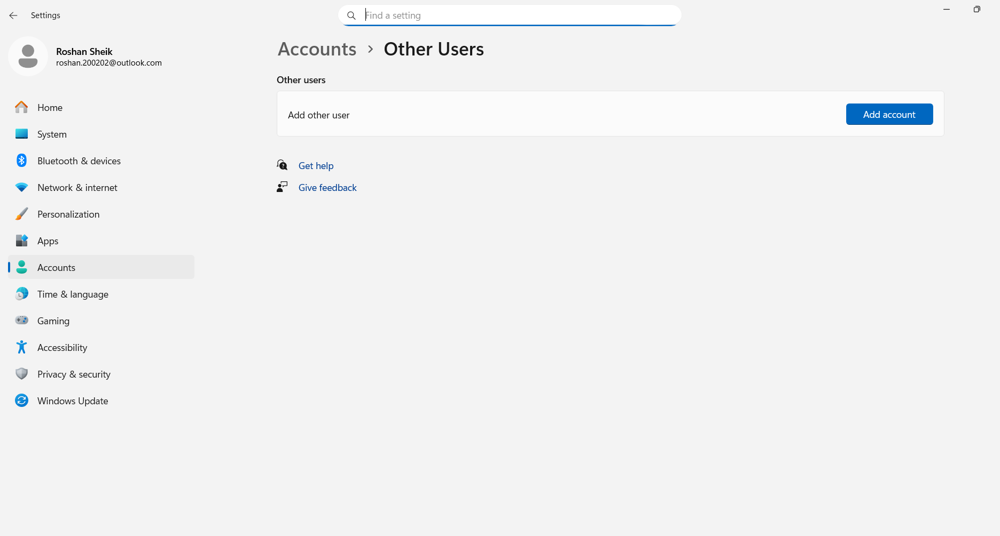 Settings
Find a setting
Roshan Sheik
roshan.200202@outlook.com
Home
System
Bluetooth & devices
Network & internet
Personalization
Apps
Accounts
Time & language
Gaming
Accessibility
Privacy & security
Windows Update
Accounts > Other Users
Other users
Add other user
Add account
Get help
Give feedback